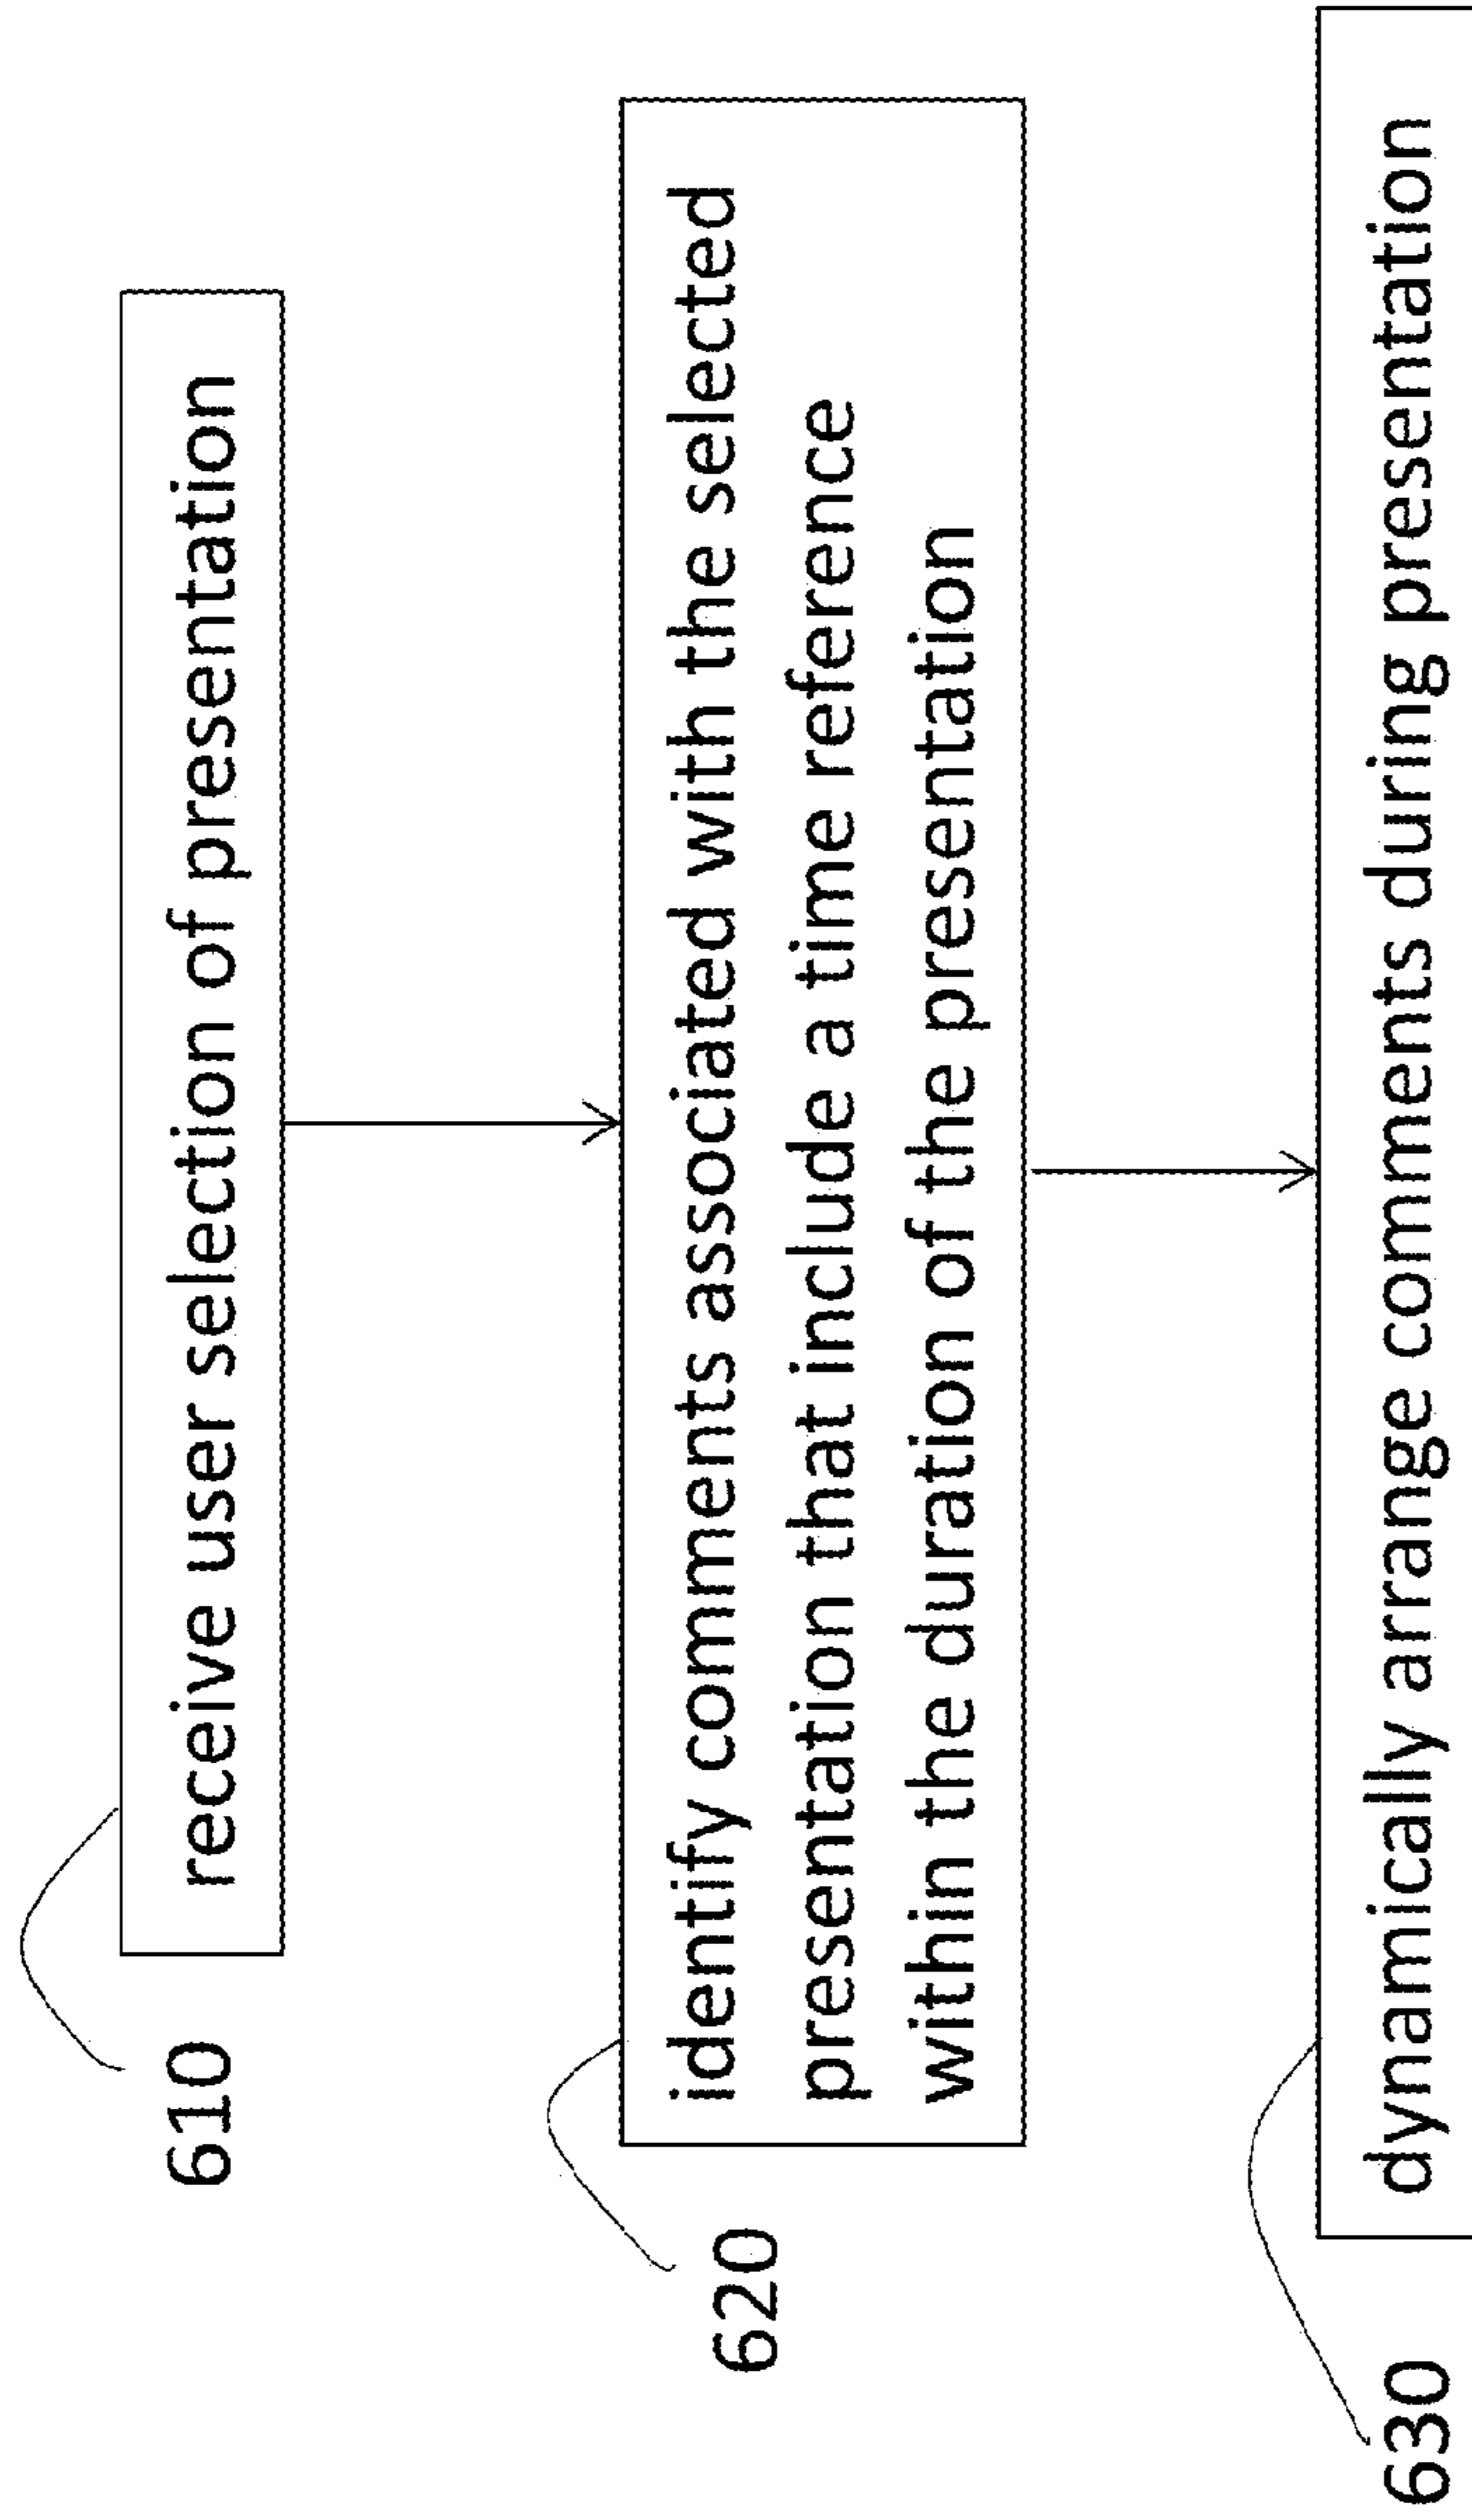 610
receive user selection of presentation
620
identify comments associated with the selected
presentation that include a time reference
within the duration of the presentation
630
dynamically arrange comments during presentation